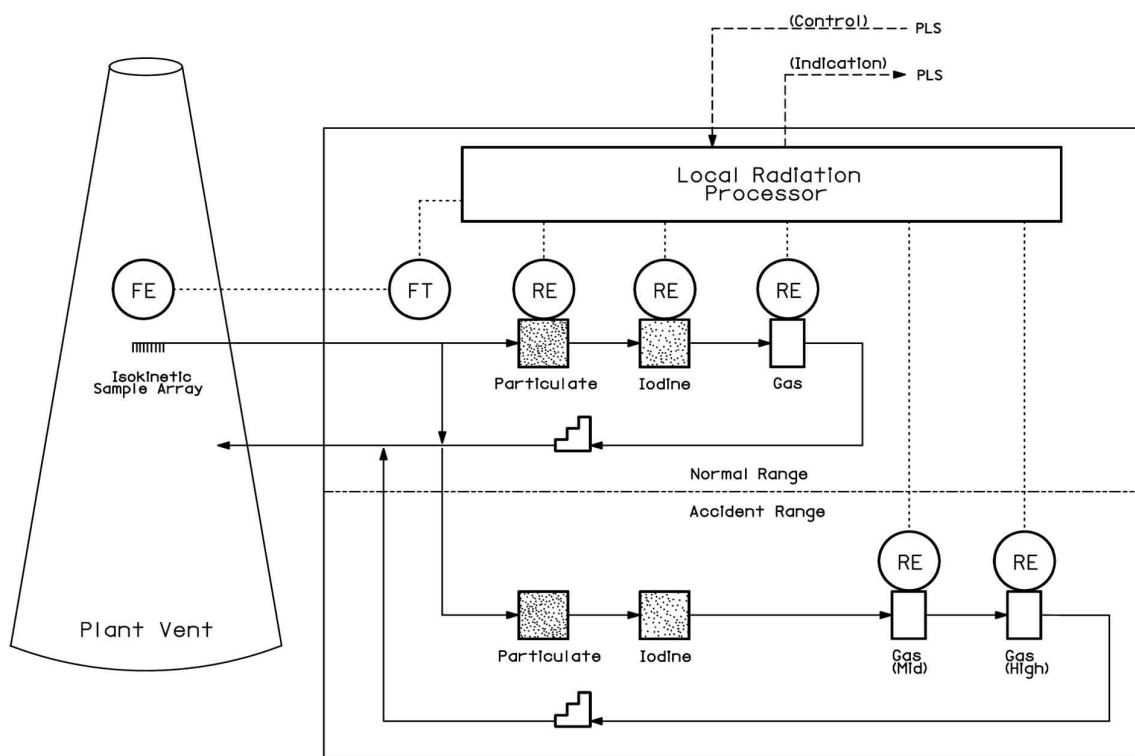 (Control)
PLS
(Indication)
PLS
Local Radiation
Processor
FE
FT
RE
RE
RE
Isokinetic
Sample Array
Particulate
Iodine
Gas
Normal Range
Accident Range
RE
RE
Plant Vent
Particulate
Iodine
Gas
(Mid)
Gas
(High)